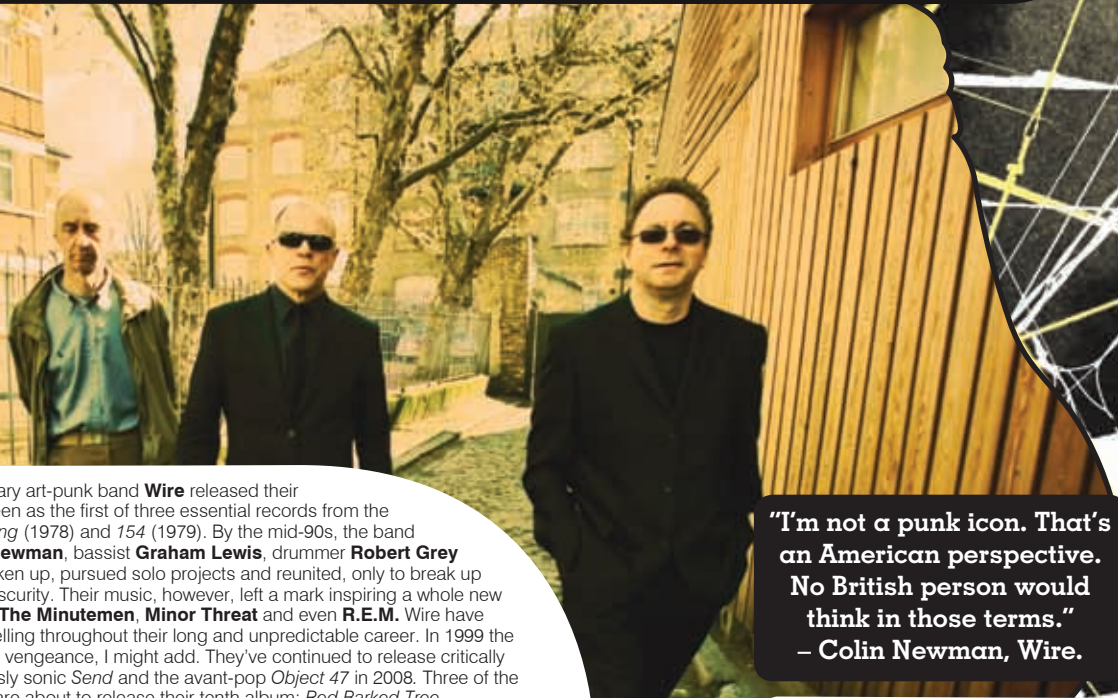 ary art-punk band Wire released their
een as the first of three essential records from the
ng (1978) and 154 (1979). By the mid-90s, the band
ewman, bassist Graham Lewis, drummer Robert Grey
ken up, pursued solo projects and reunited, only to break up
scurity. Their music, however, left a mark inspiring a whole new
The Minutemen, Minor Threat and even R.E.M. Wire have
elling throughout their long and unpredictable career. In 1999 the
vengeance, I might add. They've continued to release critically
sly sonic Send and the avant-pop Object 47 in 2008. Three of the
are about to release their tenth album: Red Barked Tree
"I'm not a punk icon. That's
an American perspective.
No British person would
think in those terms."
– Colin Newman, Wire.